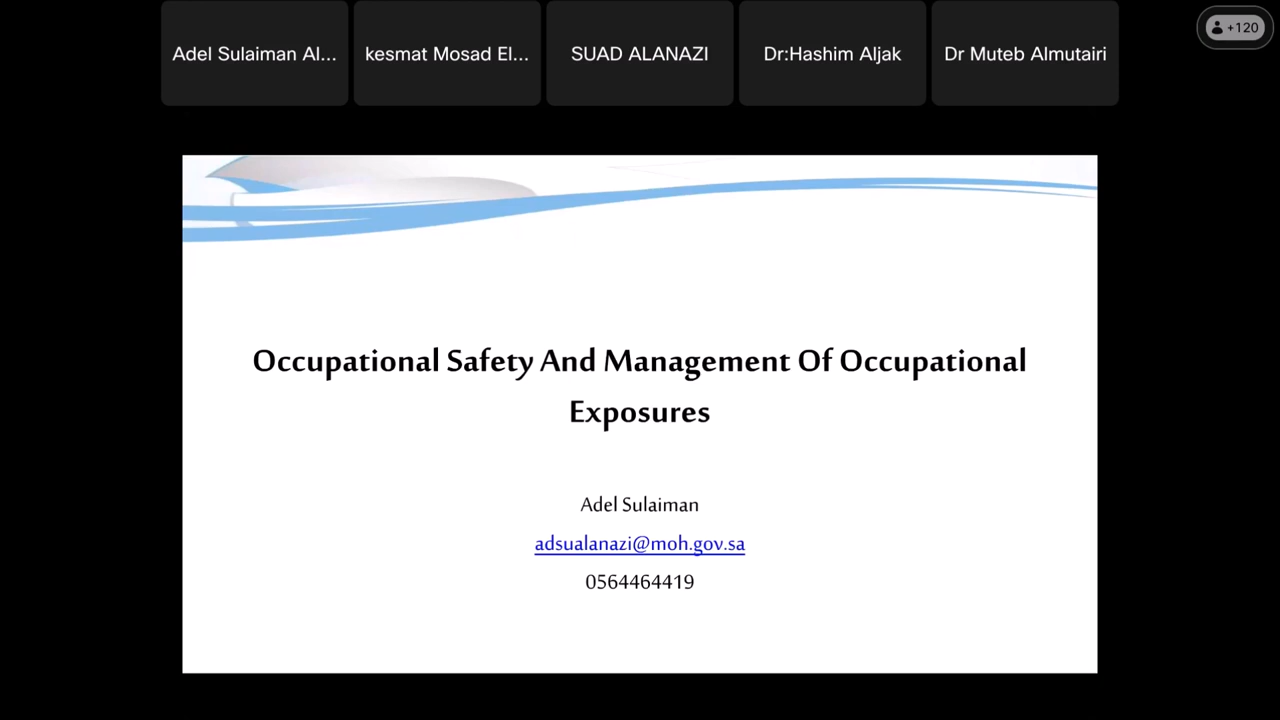 Adel Sulaiman Al...
kesmat Mosad El...
SUAD ALANAZI
Dr:Hashim Aljak
Dr Muteb Almutairi
+120
Occupational Safety And Management Of Occupational
Exposures
Adel Sulaiman
adsualanazi@moh.gov.sa
0564464419